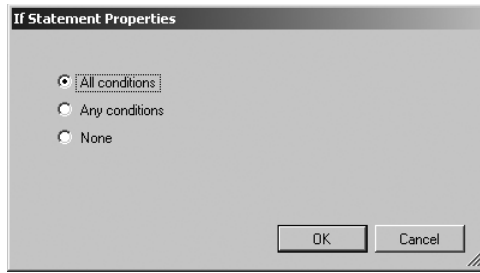 If Statement Properties
All conditions
Any conditions
None
OK Cancel